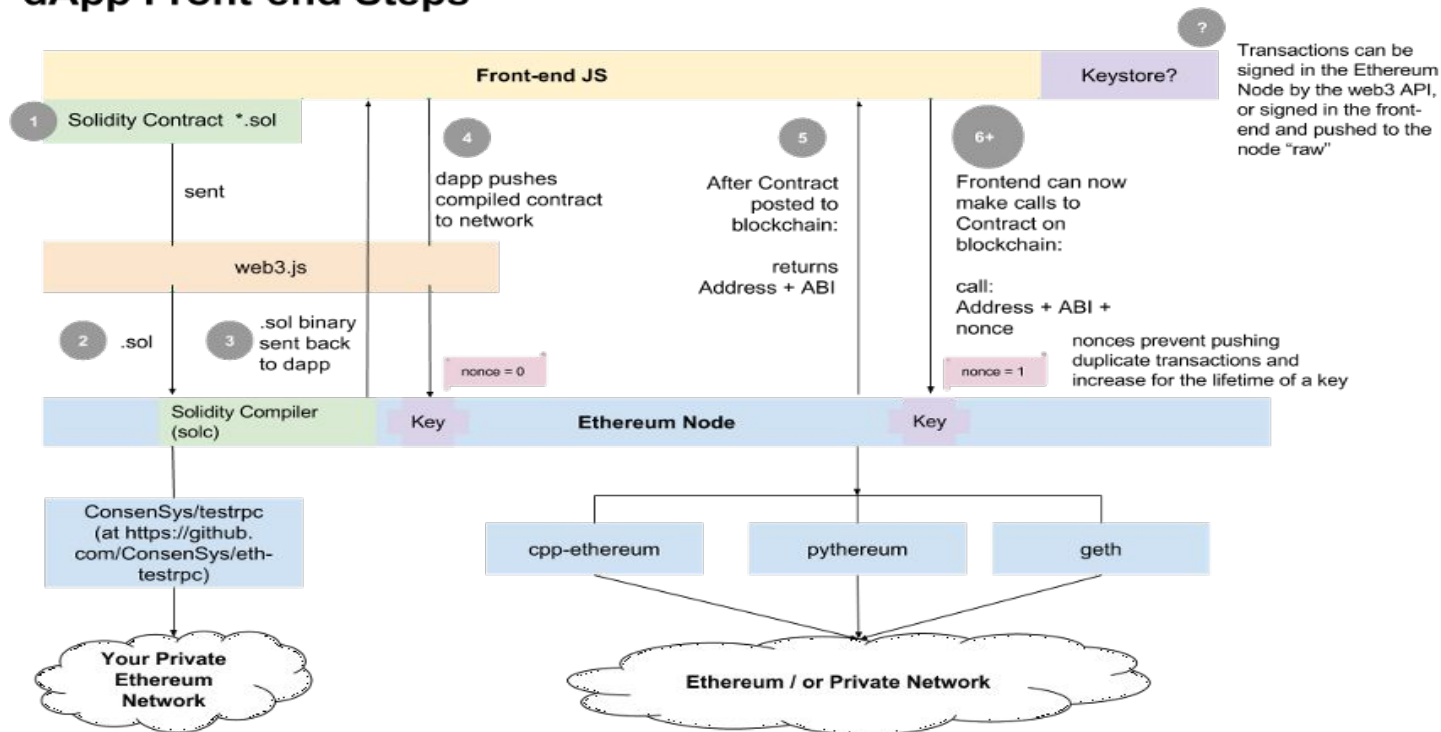 dApp Front-end Steps
?
Transactions can be
signed in the Ethereum
Node by the web3 API,
or signed in the front-
end and pushed to the
node “raw”
Front-end JS
Keystore?
1
Solidity Contract *.sol
sent
4
dapp pushes
compiled contract
to network
5
After Contract
posted to
blockchain:
returns
Address + ABI
6+
Frontend can now
make calls to
Contract on
blockchain:
call:
Address + ABI +
nonce
web3.js
2
.sol
3
.sol binary
sent back
to dapp
nonce = 0
nonce = 1
nonces prevent pushing
duplicate transactions and
increase for the lifetime of a key
Solidity Compiler
(solc)
Key
Ethereum Node
Key
ConsenSys/testrpc
(at https://github.
com/ConsenSys/eth-
testrpc)
cpp-ethereum
pythereum
geth
Your Private
Ethereum
Network
Ethereum / or Private Network